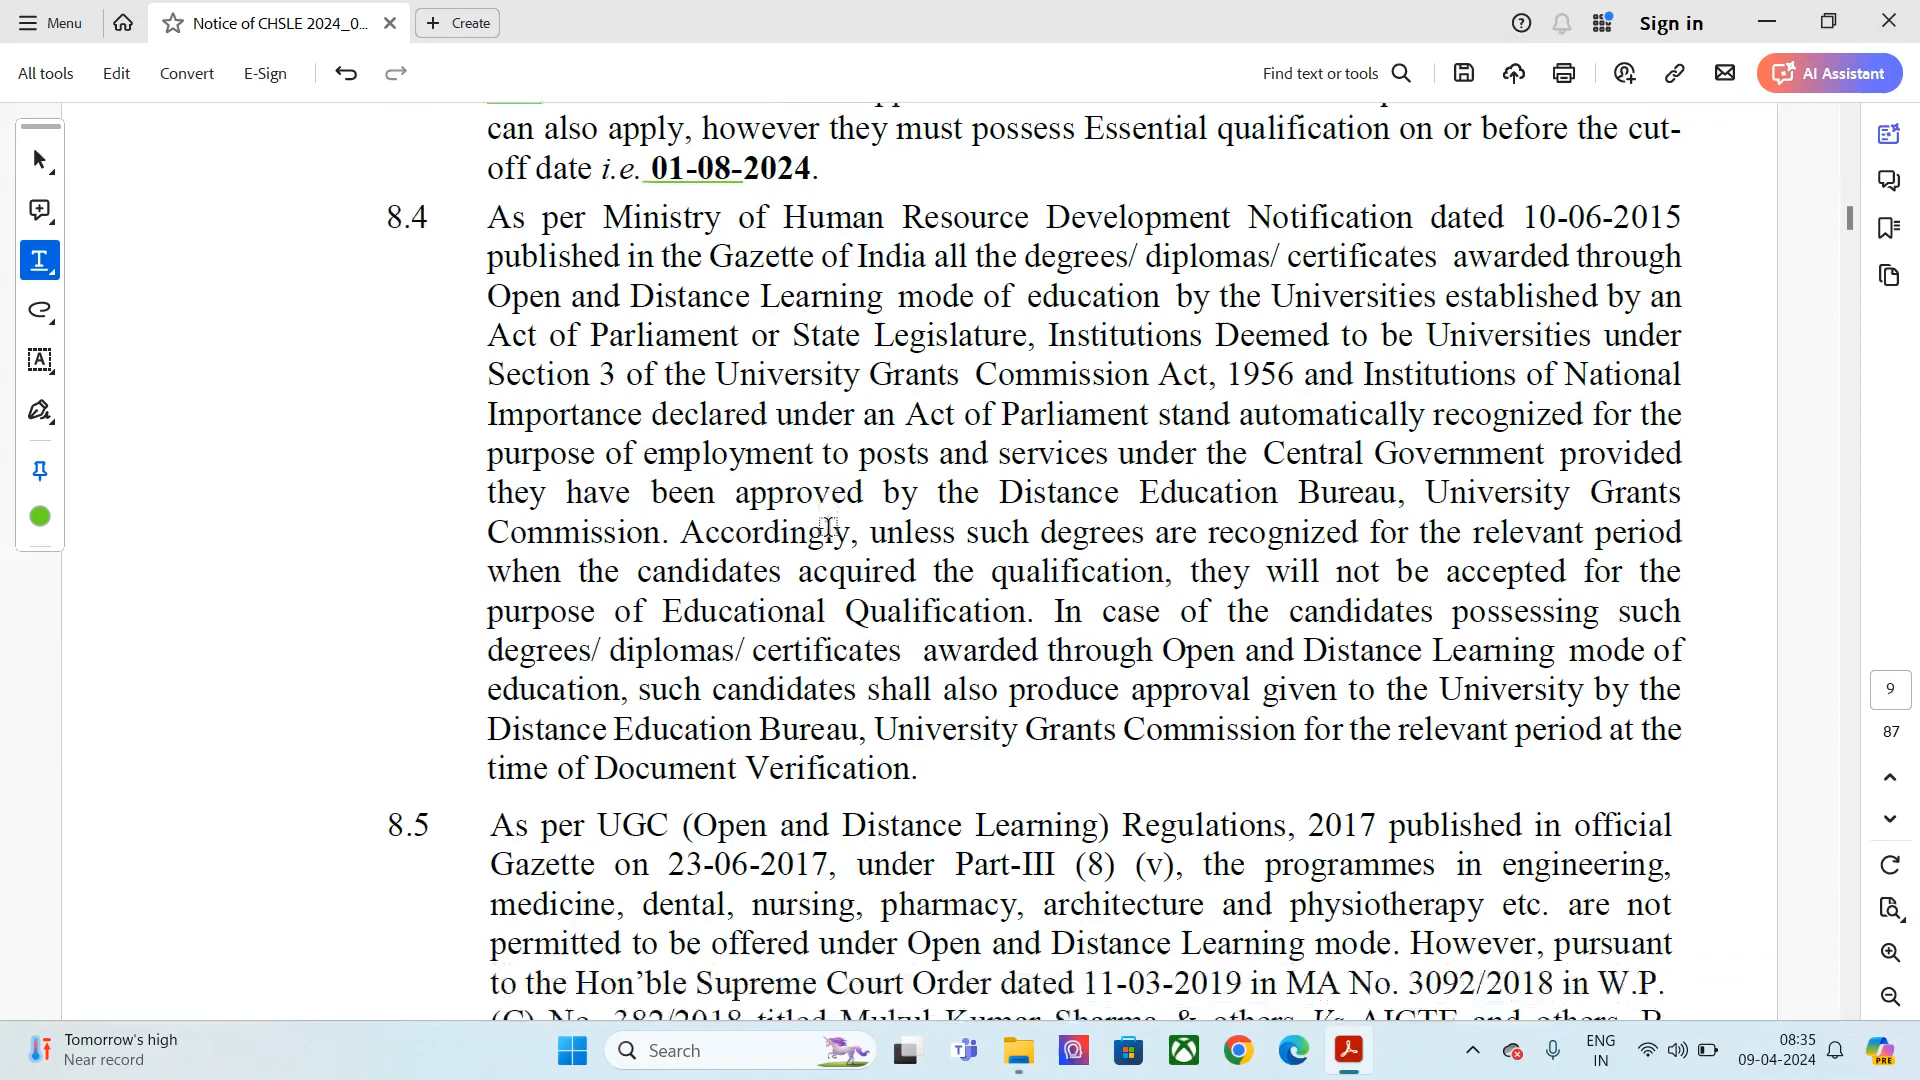 Menu
Notice of CHSLE 2024_0...
Create
Sign in
All tools
Edit
Convert
E-Sign
Find text or tools
AI Assistant
can also apply, however they must possess Essential qualification on or before the cut-
off date i.e. 01-08-2024.
8.4 As per Ministry of Human Resource Development Notification dated 10-06-2015
published in the Gazette of India all the degrees/ diplomas/ certificates awarded through
Open and Distance Learning mode of education by the Universities established by an
Act of Parliament or State Legislature, Institutions Deemed to be Universities under
Section 3 of the University Grants Commission Act, 1956 and Institutions of National
Importance declared under an Act of Parliament stand automatically recognized for the
purpose of employment to posts and services under the Central Government provided
they have been approved by the Distance Education Bureau, University Grants
Commission. Accordingly, unless such degrees are recognized for the relevant period
when the candidates acquired the qualification, they will not be accepted for the
purpose of Educational Qualification. In case of the candidates possessing such
degrees/ diplomas/ certificates awarded through Open and Distance Learning mode of
education, such candidates shall also produce approval given to the University by the
Distance Education Bureau, University Grants Commission for the relevant period at the
time of Document Verification.
8.5 As per UGC (Open and Distance Learning) Regulations, 2017 published in official
Gazette on 23-06-2017, under Part-III (8) (v), the programmes in engineering,
medicine, dental, nursing, pharmacy, architecture and physiotherapy etc. are not
permitted to be offered under Open and Distance Learning mode. However, pursuant
to the Hon’ble Supreme Court Order dated 11-03-2019 in MA No. 3092/2018 in W.P.
(C) No. 382/2018 titled Mukul Kumar Sharma & others Vs AICTE and others
9
87
Tomorrow's high
Near record
Search
ENG
IN
08:35
09-04-2024
PRE